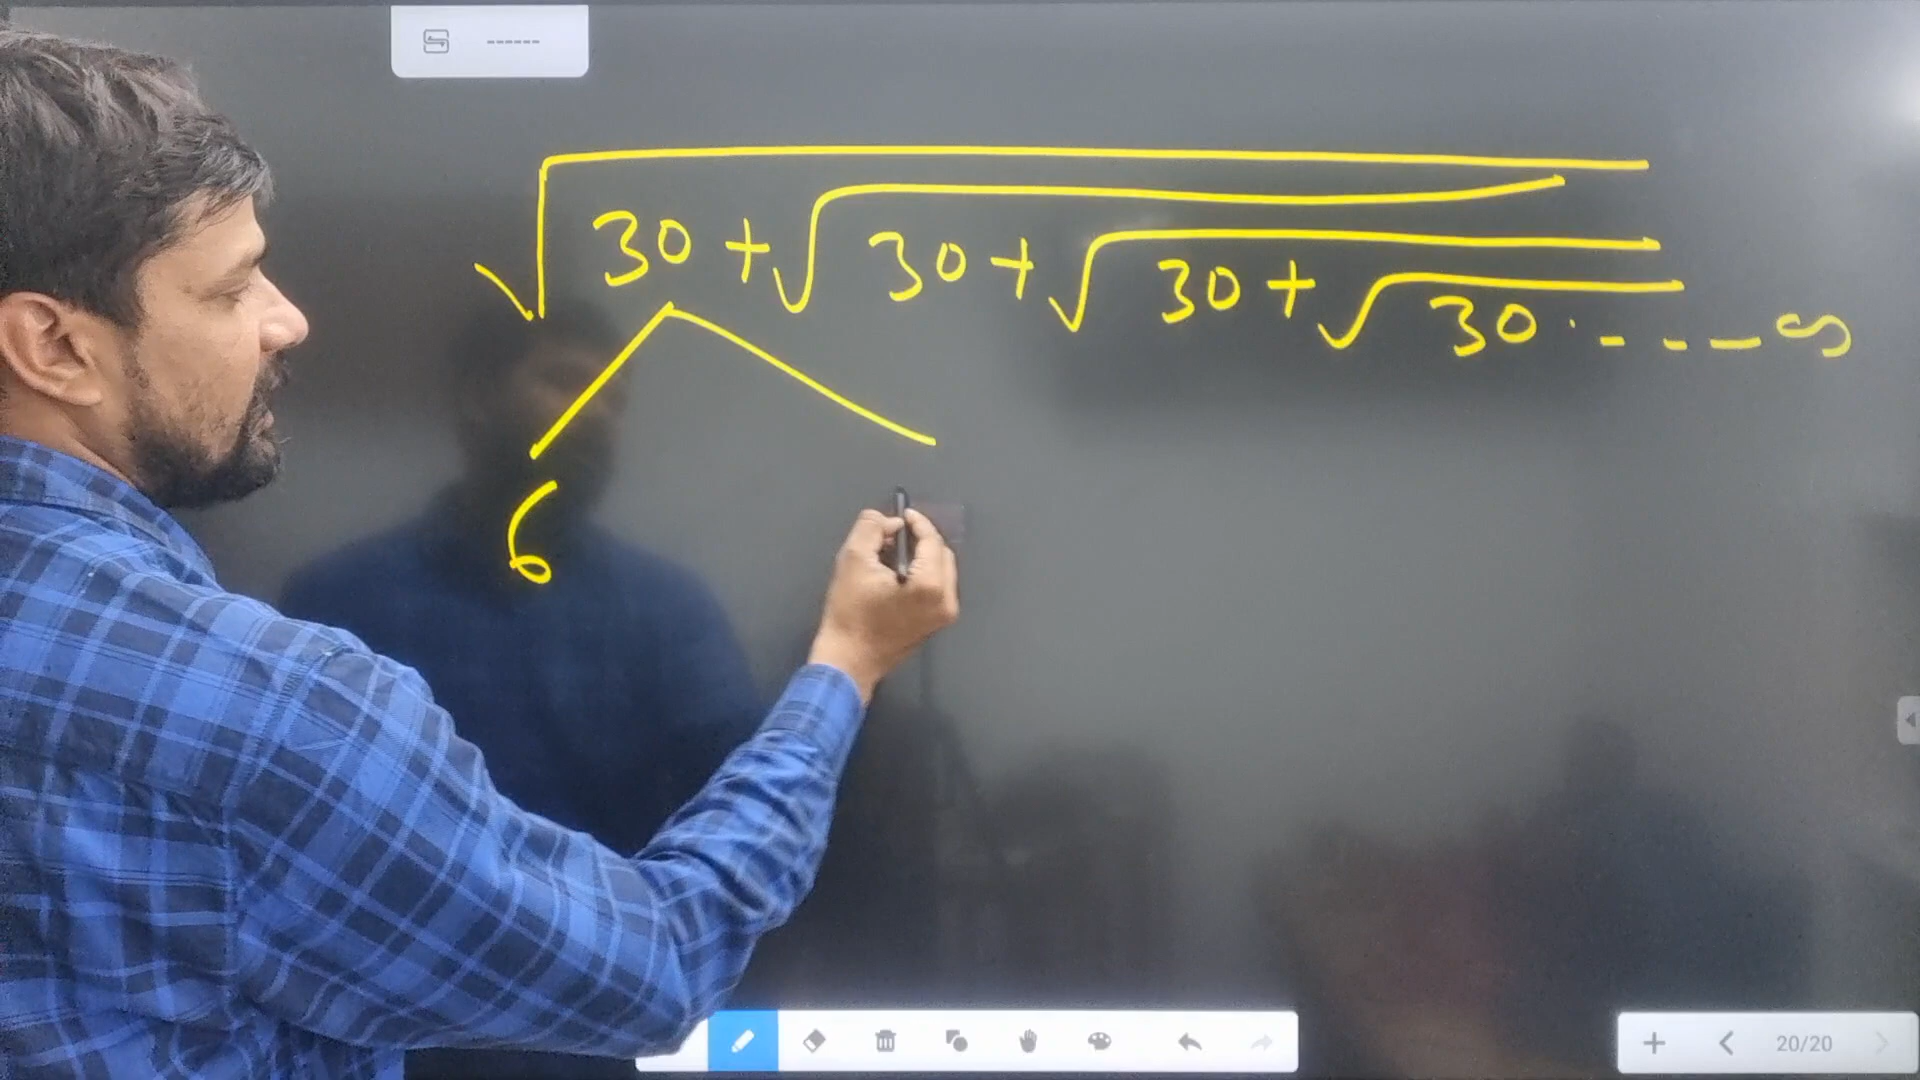 ------
√30 + √30 + √30 + √30 . - - - ∞
6
20/20